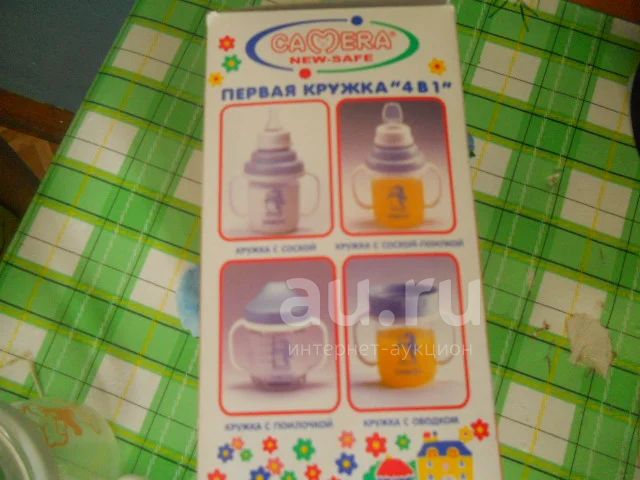 CAMERA®
NEW-SAFE
ПЕРВАЯ КРУЖКА "4 В 1"
КРУЖКА С СОСКОЙ
КРУЖКА С СОСКОЙ-ПОИЛКОЙ
au.ru
интернет-аукцион
КРУЖКА С ПОИЛОЧКОЙ
КРУЖКА С ОБОДКОМ